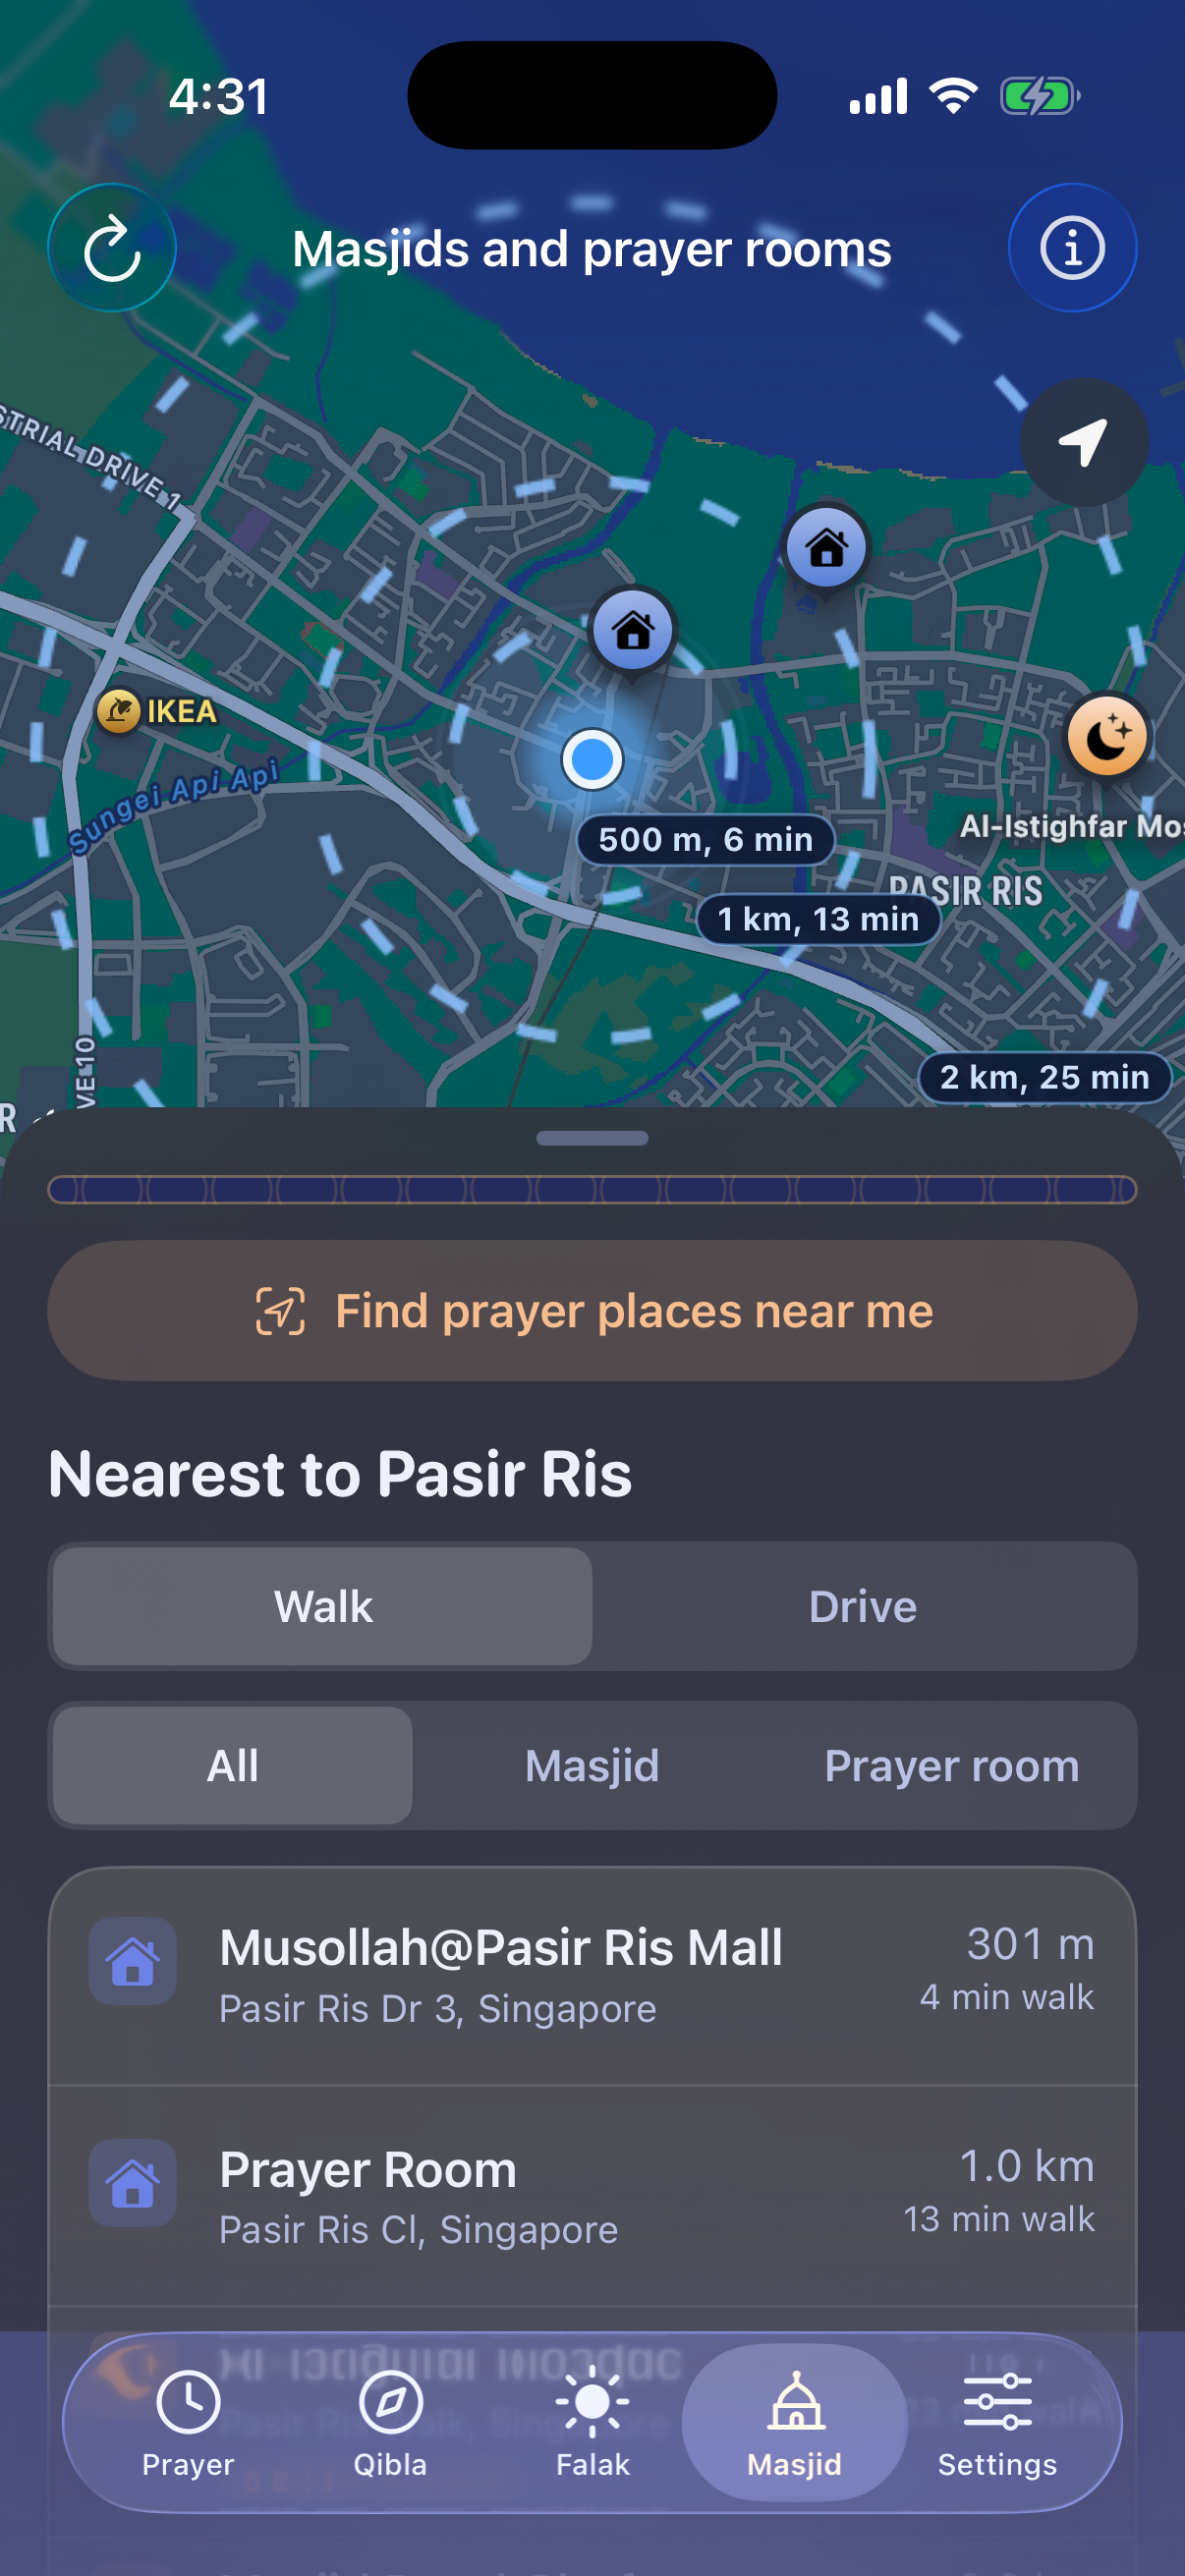 4:31
Masjids and prayer rooms
STRIAL DRIVE 1
IKEA
Sungei Api Api
Al-Istighfar Mos
500 m, 6 min
PASIR RIS
1 km, 13 min
VE 10
2 km, 25 min
R
Find prayer places near me
Nearest to Pasir Ris
Walk
Drive
All
Masjid
Prayer room
Musollah@Pasir Ris Mall
301 m
Pasir Ris Dr 3, Singapore
4 min walk
Prayer Room
1.0 km
Pasir Ris Cl, Singapore
13 min walk
Prayer
Qibla
Falak
Masjid
Settings